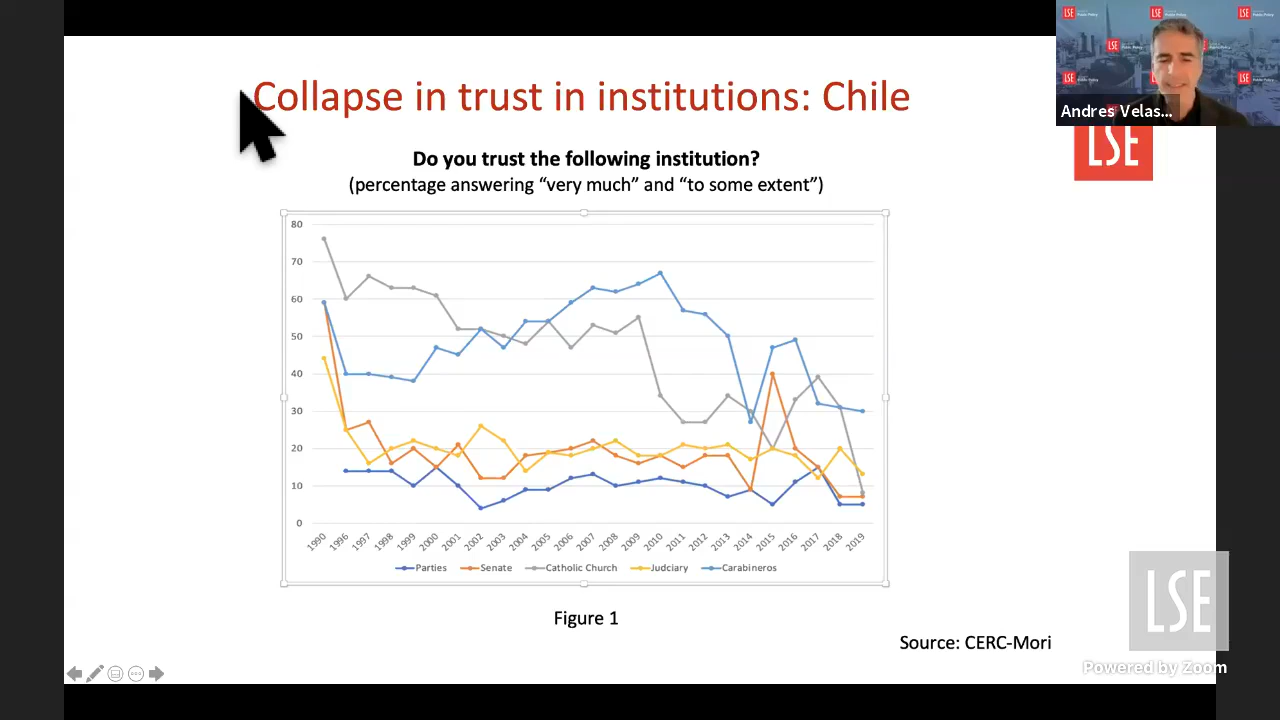 Collapse in trust in institutions: Chile
Do you trust the following institution?
(percentage answering “very much” and “to some extent”)
80
70
60
50
40
30
20
10
0
1990 1996 1997 1998 1999 2000 2001 2002 2003 2004 2005 2006 2007 2008 2009 2010 2011 2012 2013 2014 2015 2016 2017 2018 2019
Parties Senate Catholic Church Judciary Carabineros
Figure 1
Source: CERC-Mori
Andres Velas...
LSE
LSE
Powered by Zoom